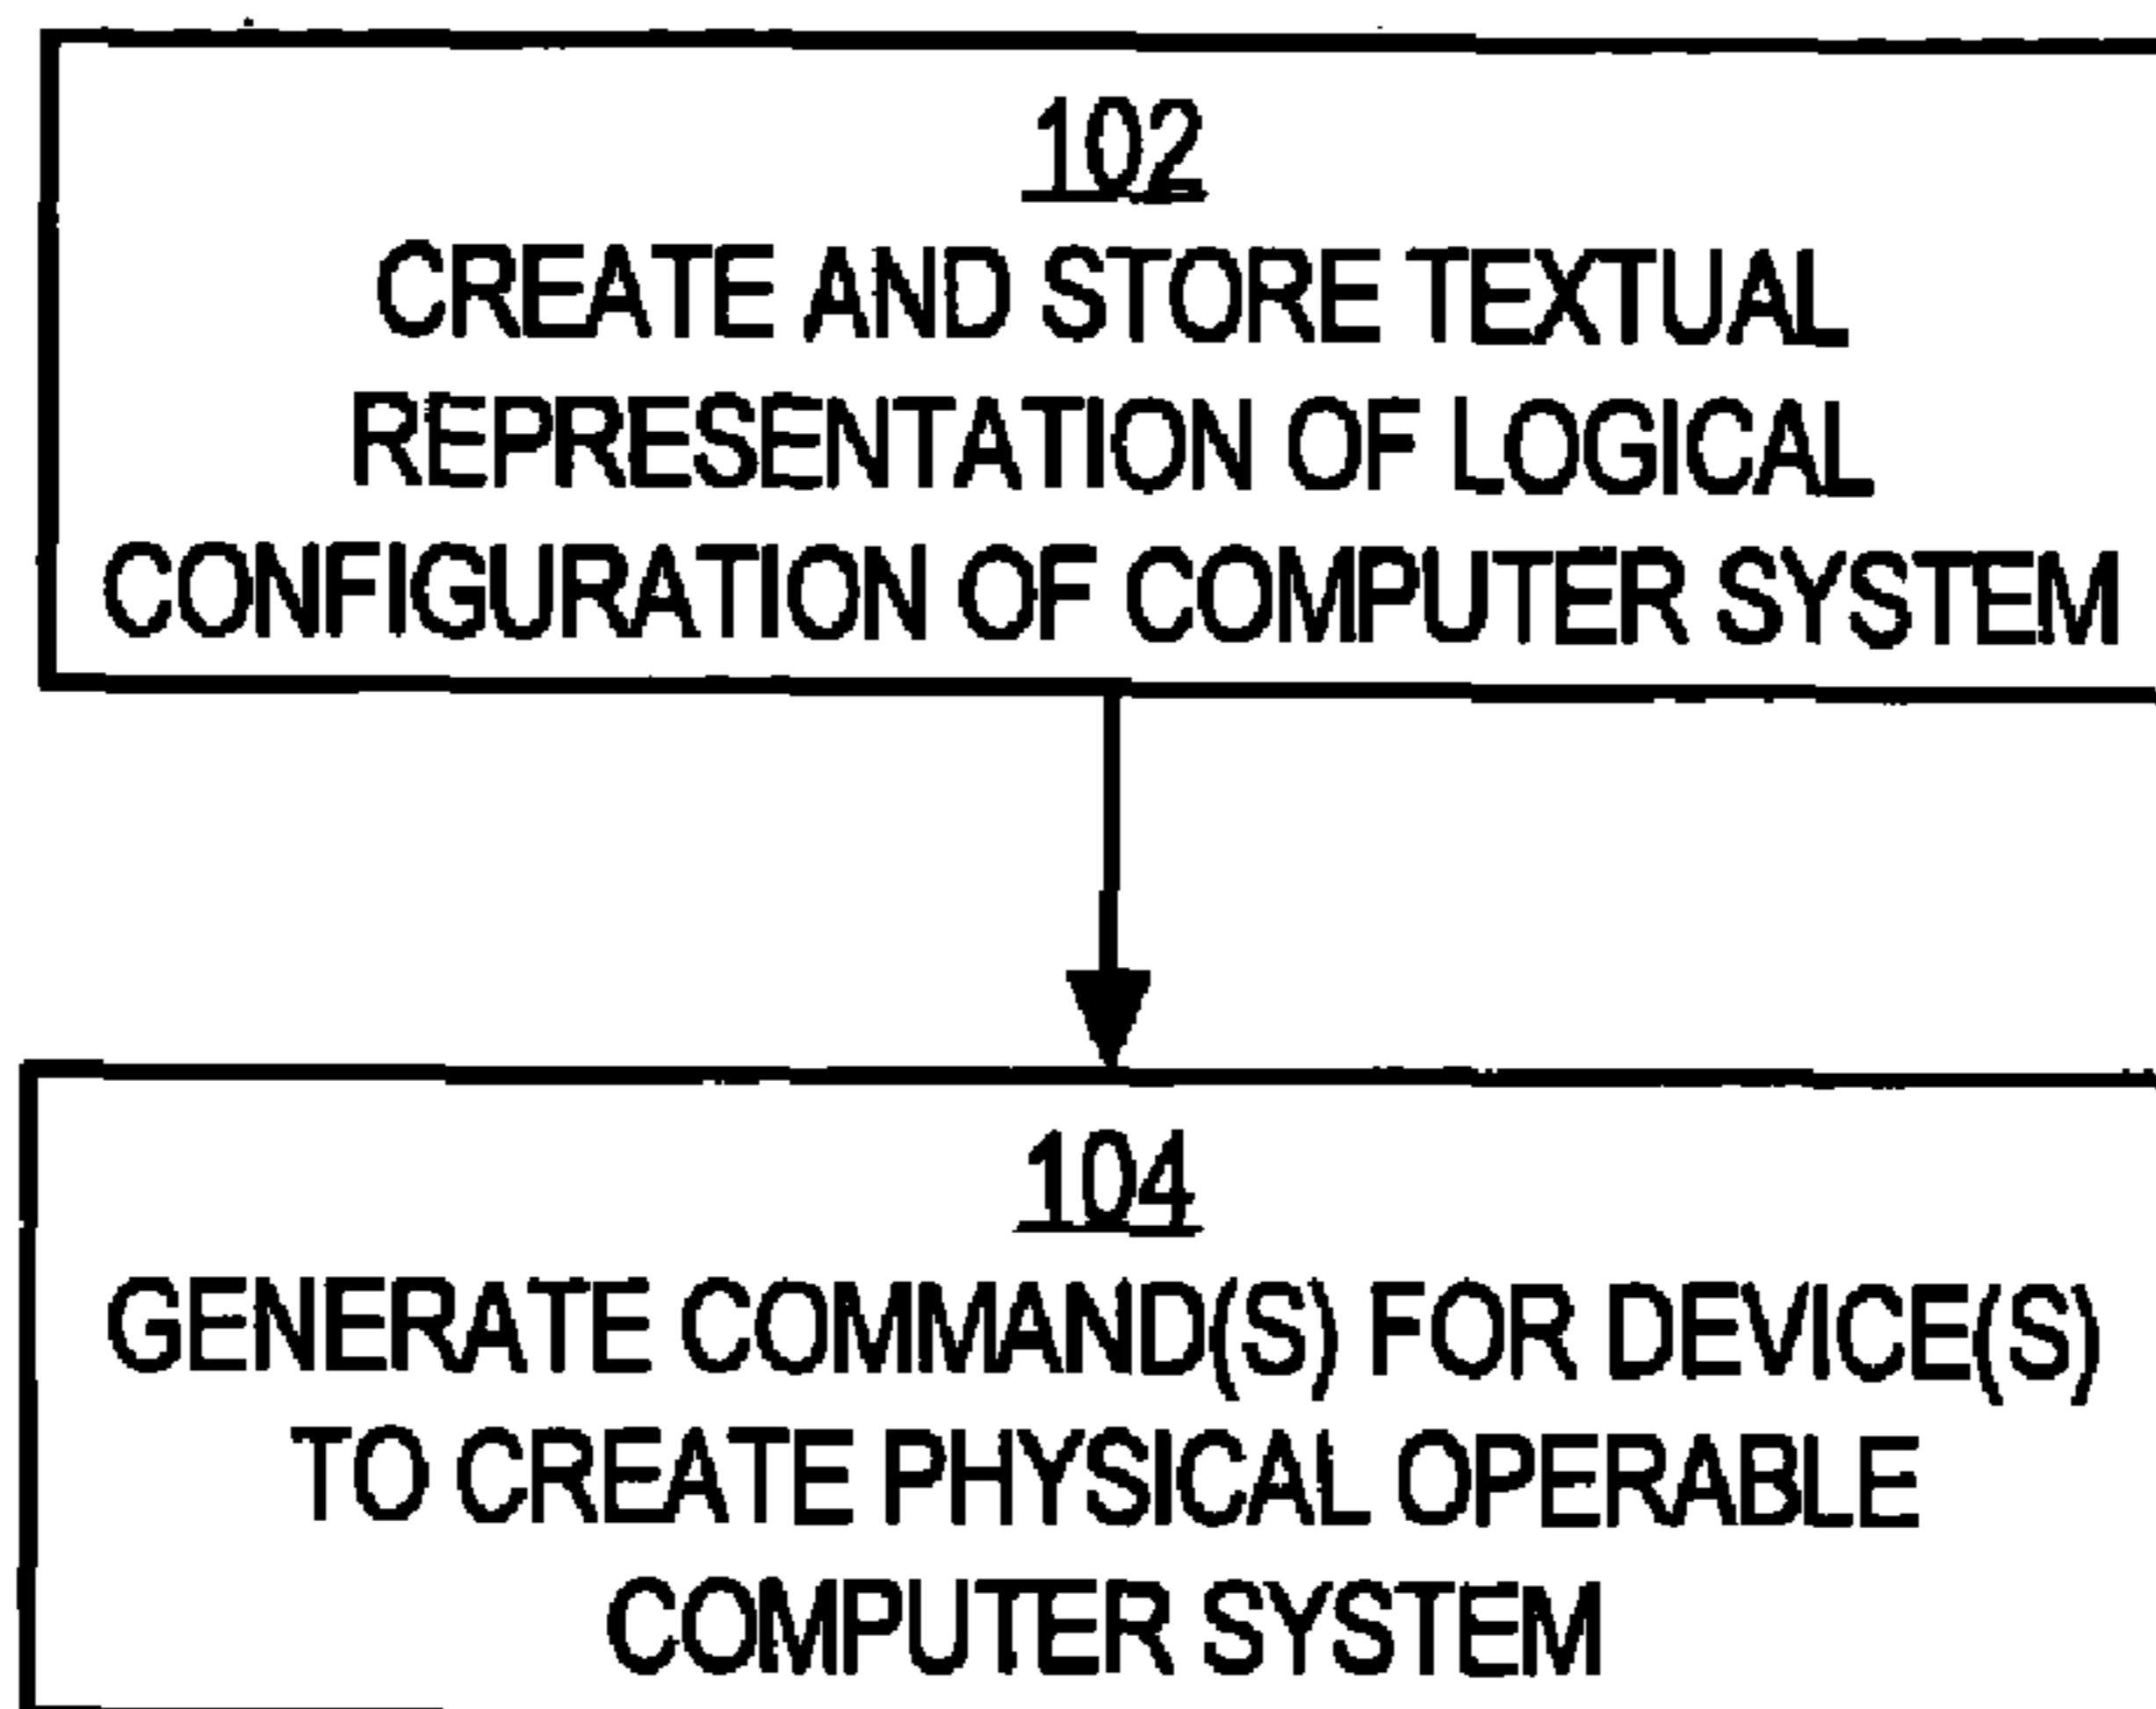 102
CREATE AND STORE TEXTUAL
REPRESENTATION OF LOGICAL
CONFIGURATION OF COMPUTER SYSTEM
104
GENERATE COMMAND(S) FOR DEVICE(S)
TO CREATE PHYSICAL OPERABLE
COMPUTER SYSTEM